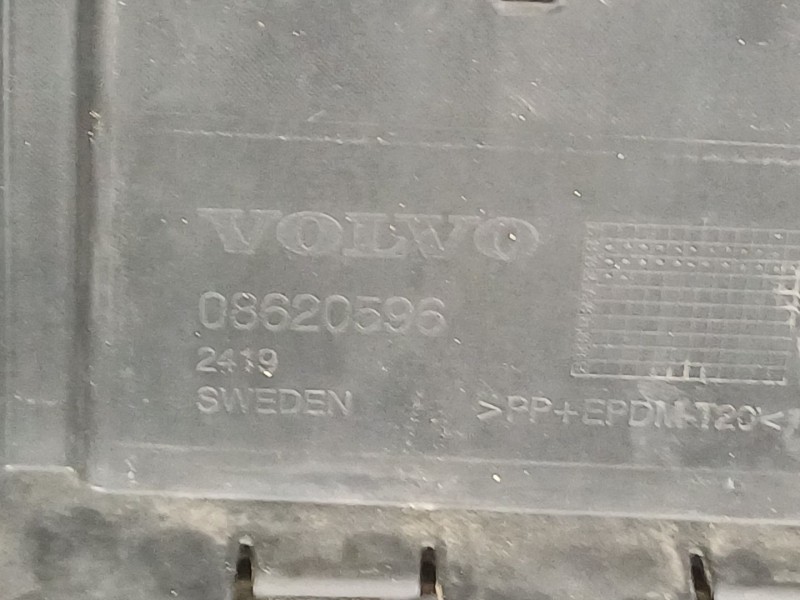 VOLVO
08620596
2419
SWEDEN
>PP+EPDM-T20<